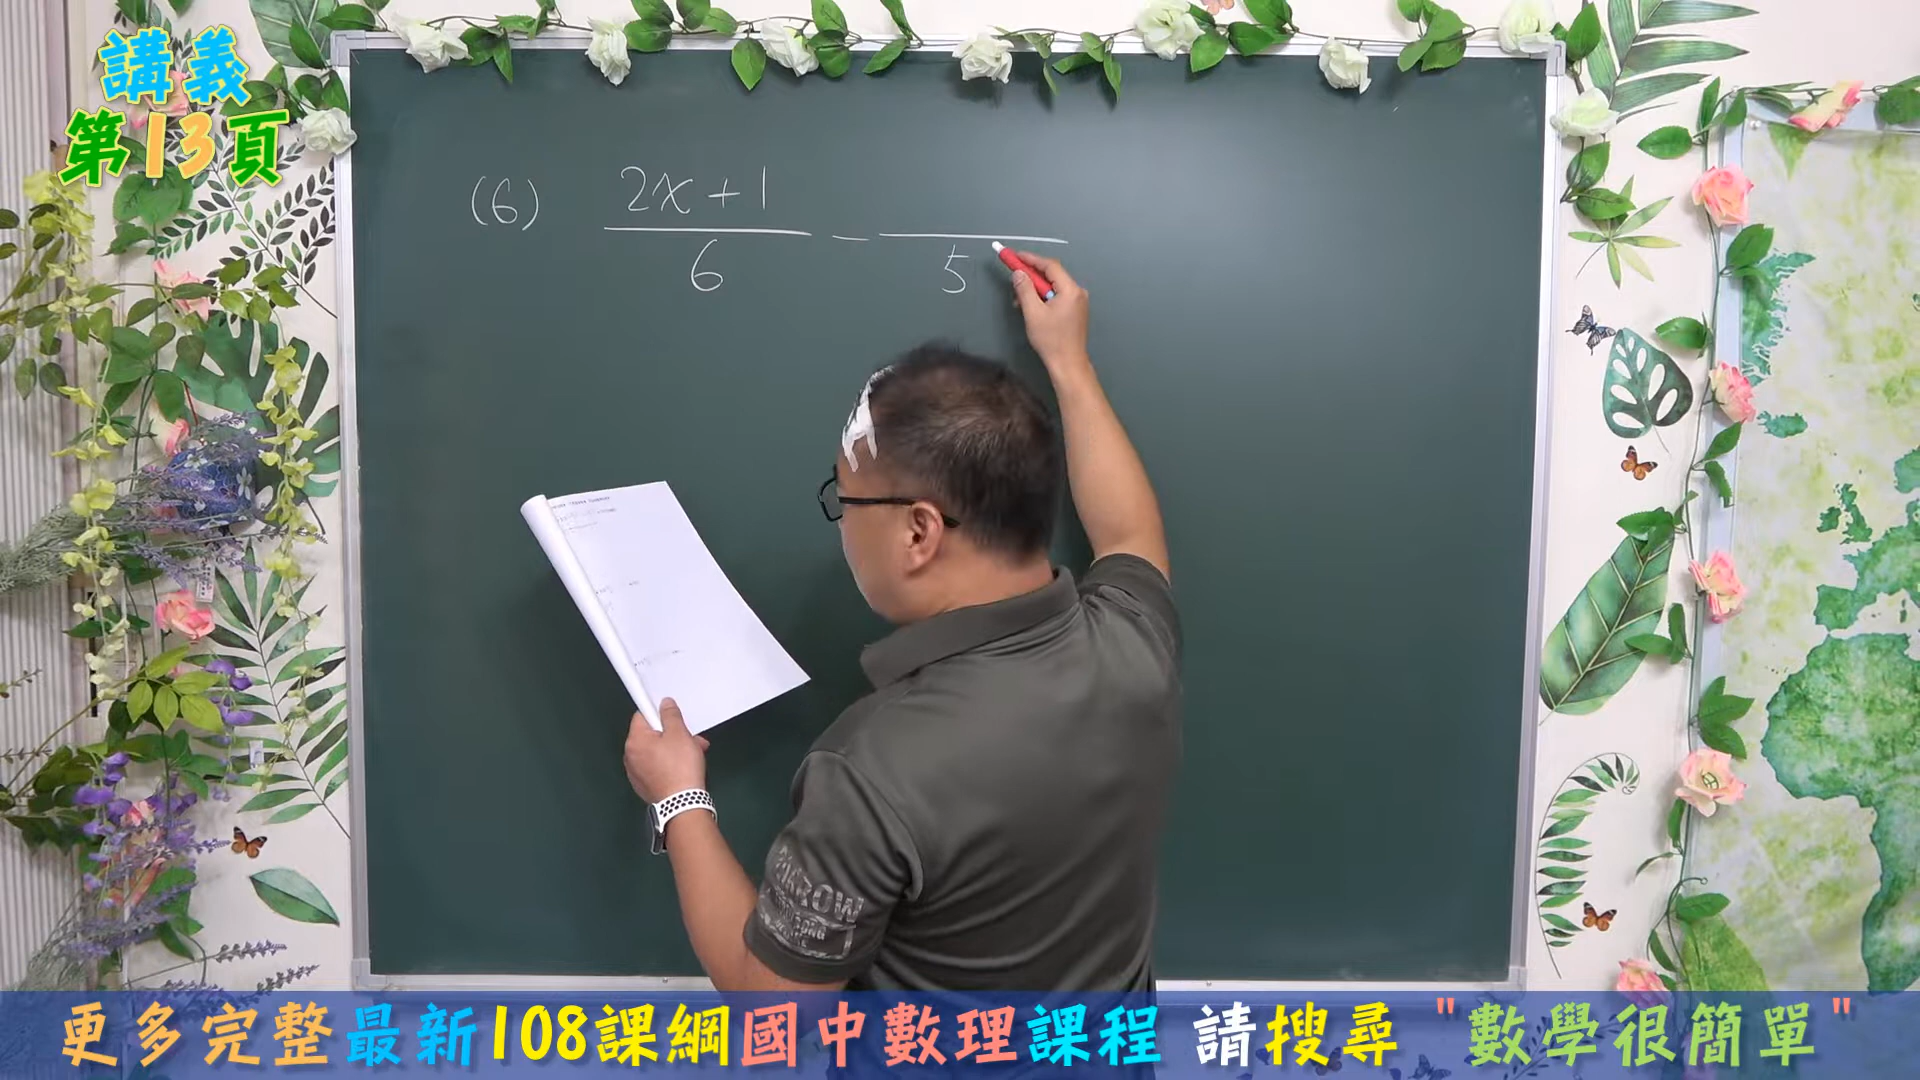 講義
第13頁
(6) 2x+1
6 - 5
更多完整最新108課綱國中數理課程 請搜尋 "數學很簡單"